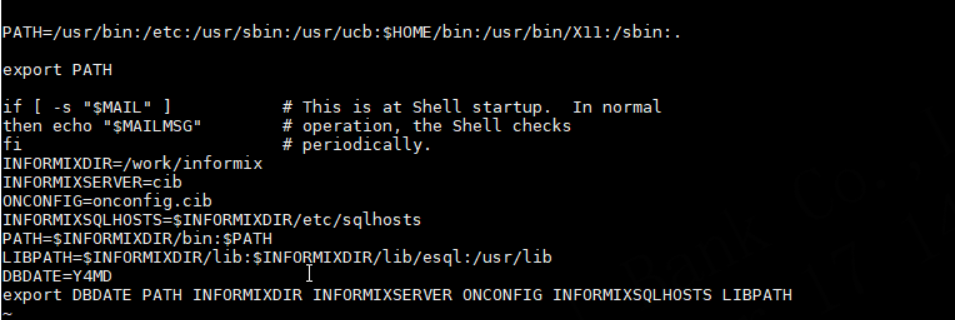 PATH=/usr/bin:/etc:/usr/sbin:/usr/ucb:$HOME/bin:/usr/bin/X11:/sbin:.
export PATH
if [ -s "$MAIL" ]           # This is at Shell startup.  In normal
then echo "$MAILMSG"        # operation, the Shell checks
fi                          # periodically.
INFORMIXDIR=/work/informix
INFORMIXSERVER=cib
ONCONFIG=onconfig.cib
INFORMIXSQLHOSTS=$INFORMIXDIR/etc/sqlhosts
PATH=$INFORMIXDIR/bin:$PATH
LIBPATH=$INFORMIXDIR/lib:$INFORMIXDIR/lib/esql:/usr/lib
DBDATE=Y4MD
export DBDATE PATH INFORMIXDIR INFORMIXSERVER ONCONFIG INFORMIXSQLHOSTS LIBPATH
~
Bank Co.,